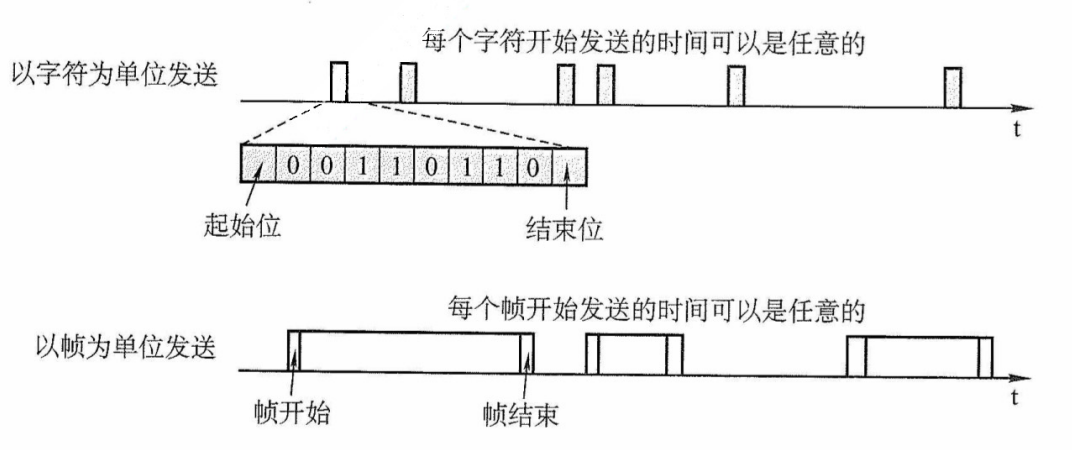 每个字符开始发送的时间可以是任意的
以字符为单位发送
t
0 0 1 1 0 1 1 0
起始位
结束位
每个帧开始发送的时间可以是任意的
以帧为单位发送
t
帧开始
帧结束